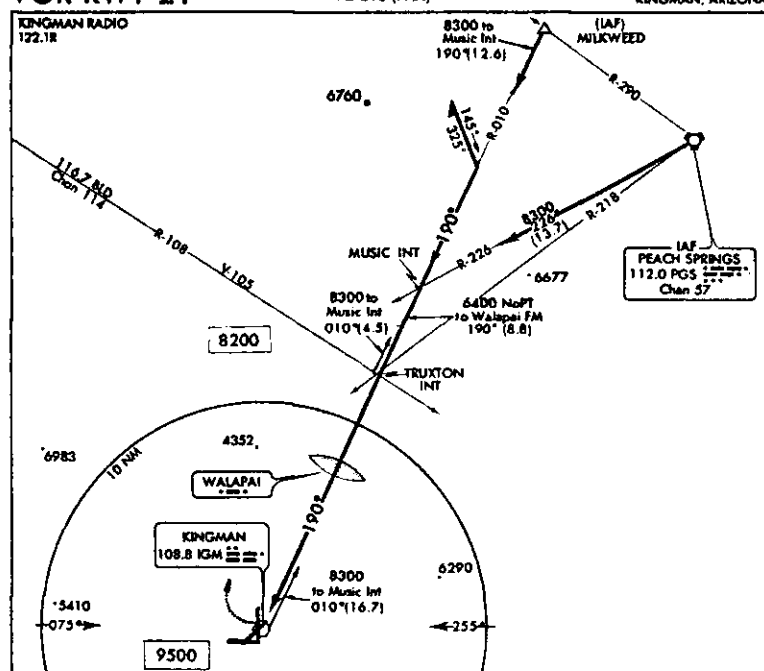 KINGMAN RADIO
122.1R
8300 to
Music Int
190°(12.6)
(IAF)
MILKWEED
R-290
6760
145°
325°
R-010
116.7 BLD
Chan 114
R-108
V-105
190°
8300
226°
(13.7)
R-218
R-226
MUSIC INT
IAF
PEACH SPRINGS
112.0 PGS
Chan 57
6677
8300 to
Music Int
010°(4.5)
6400 NoPT
to Walapai FM
190° (8.8)
8200
TRUXTON
INT
10 NM
4352
6983
WALAPAI
190°
KINGMAN
108.8 IGM
8300
to Music Int
010°(16.7)
6290
5410
075°
255°
9500